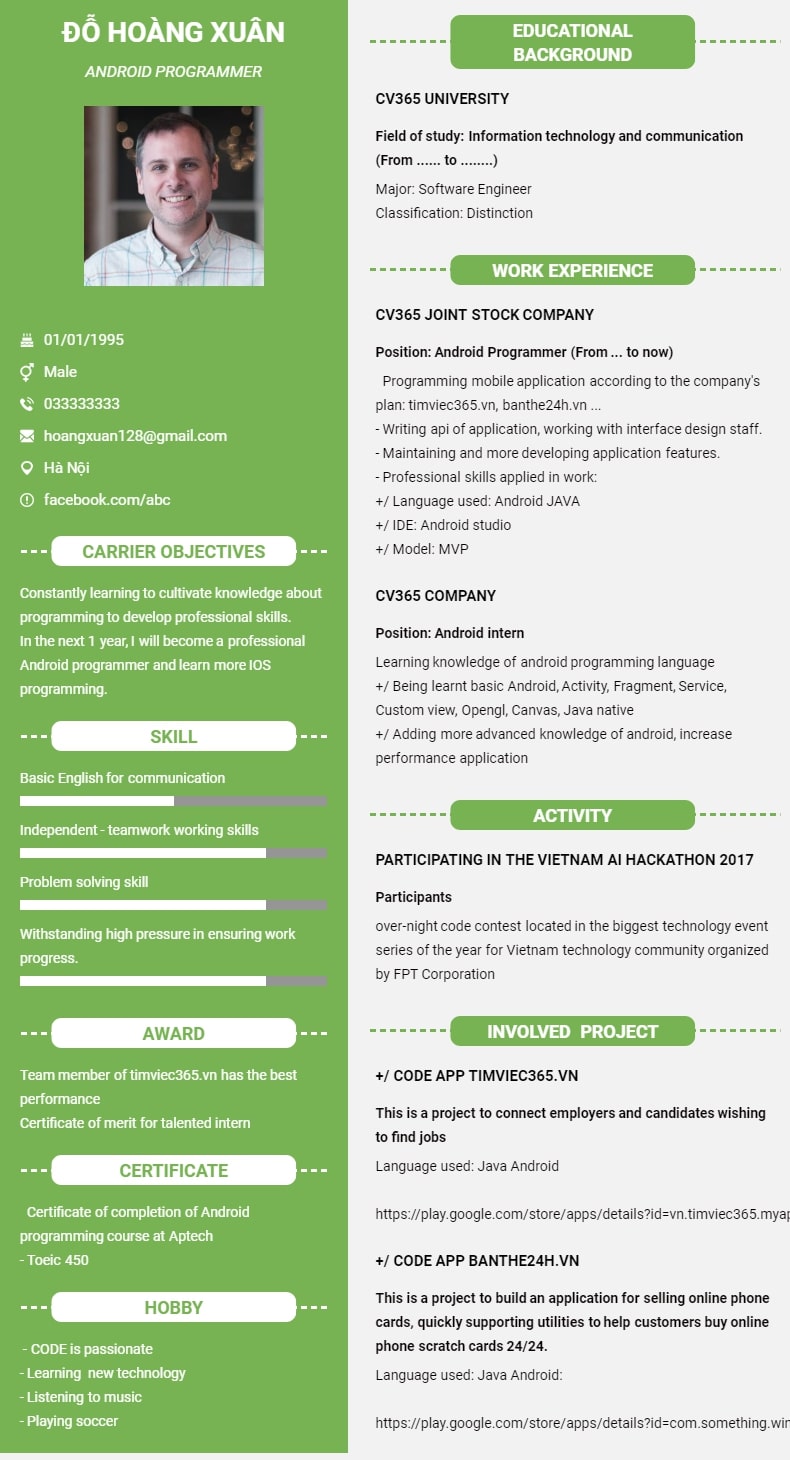 ĐỖ HOÀNG XUÂN
ANDROID PROGRAMMER
01/01/1995
Male
033333333
hoangxuan128@gmail.com
Hà Nội
facebook.com/abc
CARRIER OBJECTIVES
Constantly learning to cultivate knowledge about
programming to develop professional skills.
In the next 1 year, I will become a professional
Android programmer and learn more IOS
programming.
SKILL
Basic English for communication
Independent - teamwork working skills
Problem solving skill
Withstanding high pressure in ensuring work
progress.
AWARD
Team member of timviec365.vn has the best
performance
Certificate of merit for talented intern
CERTIFICATE
Certificate of completion of Android
programming course at Aptech
- Toeic 450
HOBBY
- CODE is passionate
- Learning new technology
- Listening to music
- Playing soccer
EDUCATIONAL
BACKGROUND
CV365 UNIVERSITY
Field of study: Information technology and communication
(From ...... to ........)
Major: Software Engineer
Classification: Distinction
WORK EXPERIENCE
CV365 JOINT STOCK COMPANY
Position: Android Programmer (From ... to now)
Programming mobile application according to the company's
plan: timviec365.vn, banthe24h.vn ...
- Writing api of application, working with interface design staff.
- Maintaining and more developing application features.
- Professional skills applied in work:
+/ Language used: Android JAVA
+/ IDE: Android studio
+/ Model: MVP
CV365 COMPANY
Position: Android intern
Learning knowledge of android programming language
+/ Being learnt basic Android, Activity, Fragment, Service,
Custom view, Opengl, Canvas, Java native
+/ Adding more advanced knowledge of android, increase
performance application
ACTIVITY
PARTICIPATING IN THE VIETNAM AI HACKATHON 2017
Participants
over-night code contest located in the biggest technology event
series of the year for Vietnam technology community organized
by FPT Corporation
INVOLVED PROJECT
+/ CODE APP TIMVIEC365.VN
This is a project to connect employers and candidates wishing
to find jobs
Language used: Java Android
https://play.google.com/store/apps/details?id=vn.timviec365.myap
+/ CODE APP BANTHE24H.VN
This is a project to build an application for selling online phone
cards, quickly supporting utilities to help customers buy online
phone scratch cards 24/24.
Language used: Java Android:
https://play.google.com/store/apps/details?id=com.something.win